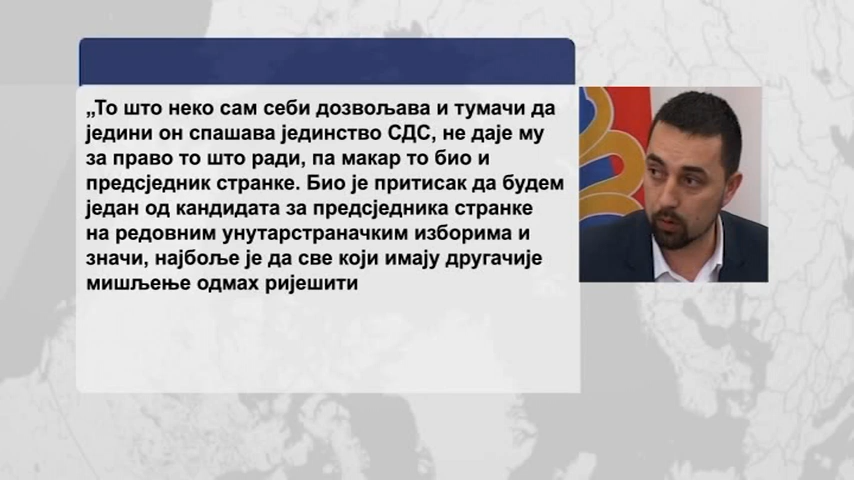 „То што неко сам себи дозвољава и тумачи да
једини он спашава јединство СДС, не даје му
за право то што ради, па макар то био и
предсједник странке. Био је притисак да будем
један од кандидата за предсједника странке
на редовним унутарстраначким изборима и
значи, најбоље је да све који имају другачије
мишљење одмах ријешити